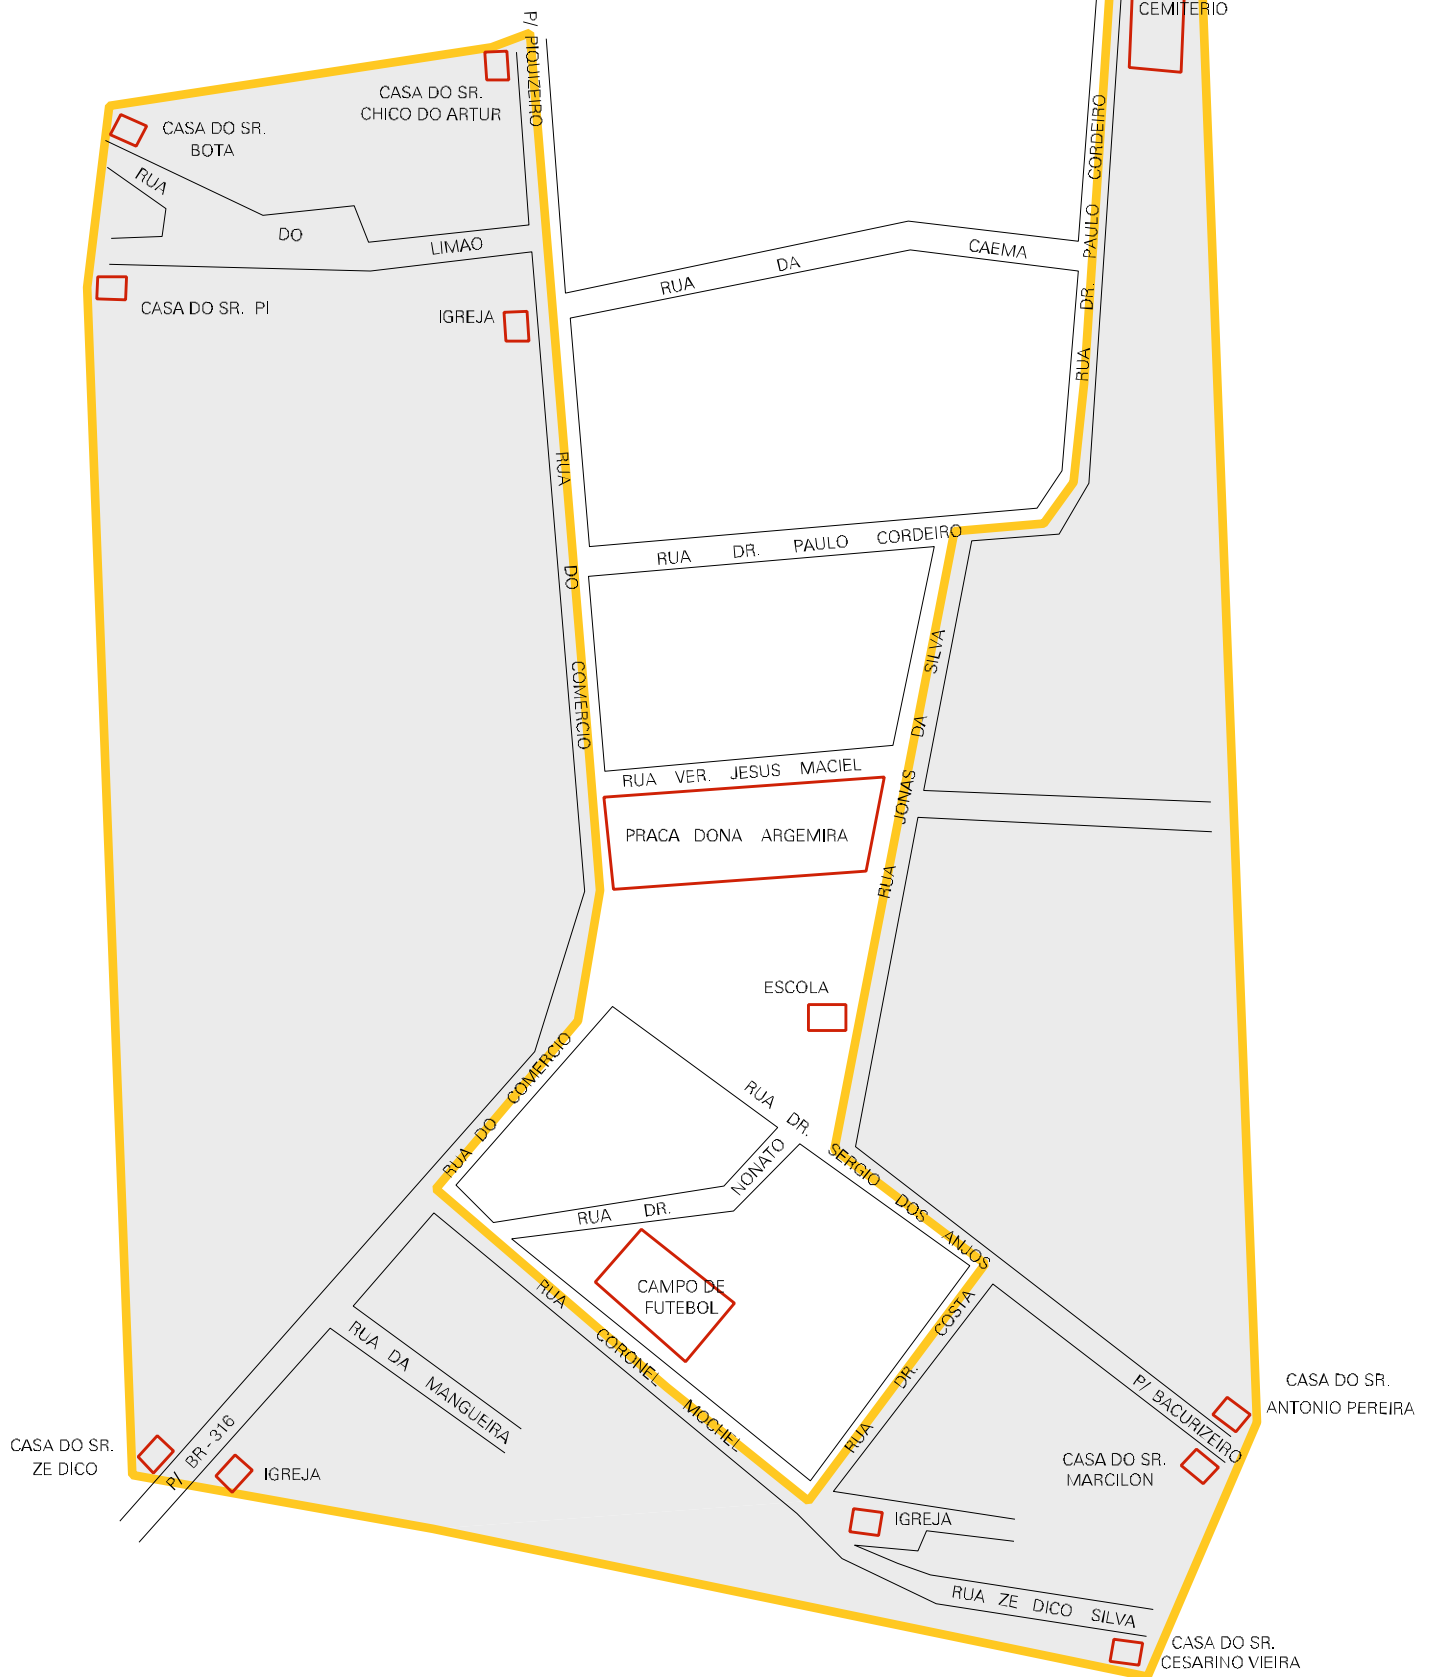 CEMITERIO
P/ PIQUIZEIRO
CASA DO SR.
CHICO DO ARTUR
CASA DO SR.
BOTA
RUA DO LIMAO
CASA DO SR. PI
IGREJA
RUA DA CAEMA
RUA DR. PAULO CORDEIRO
RUA DO COMERCIO
RUA DR. PAULO CORDEIRO
RUA JONAS DA SILVA
RUA VER. JESUS MACIEL
PRACA DONA ARGEMIRA
ESCOLA
RUA DO COMERCIO
RUA DR. SERGIO DOS ANJOS
RUA DR. NONATO
CAMPO DE
FUTEBOL
RUA CORONEL MOCHEL
RUA DR. COSTA
RUA DA MANGUEIRA
P/ BACURIZEIRO
CASA DO SR.
ANTONIO PEREIRA
CASA DO SR.
MARCILON
CASA DO SR.
ZE DICO
P/ BR-316
IGREJA
IGREJA
RUA ZE DICO SILVA
CASA DO SR.
CESARINO VIEIRA